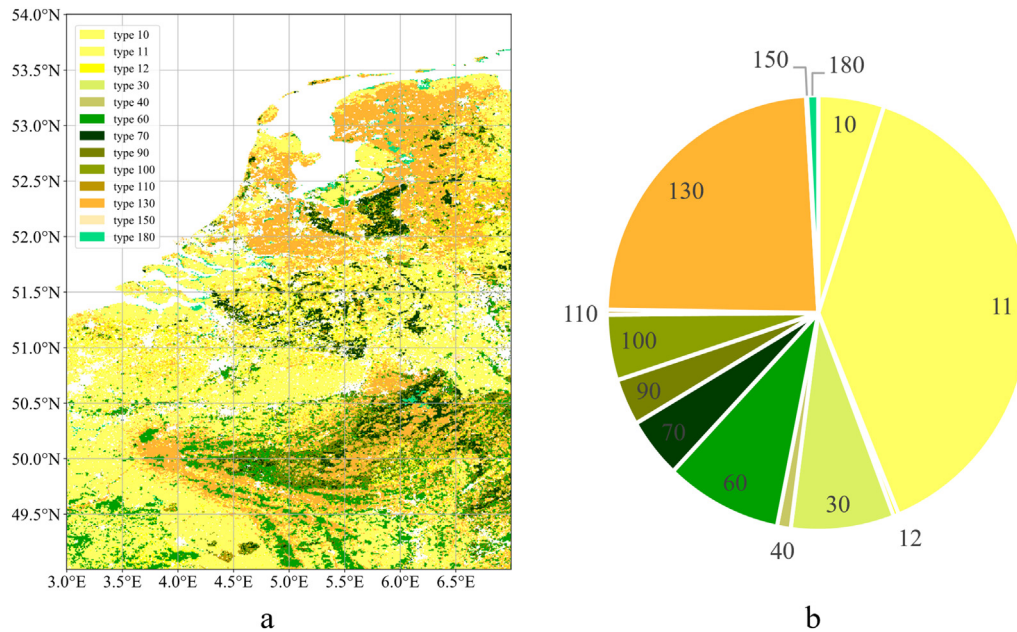 54.0°N
53.5°N
53.0°N
52.5°N
52.0°N
51.5°N
51.0°N
50.5°N
50.0°N
49.5°N
3.0°E 3.5°E 4.0°E 4.5°E 5.0°E 5.5°E 6.0°E 6.5°E
type 10
type 11
type 12
type 30
type 40
type 60
type 70
type 90
type 100
type 110
type 130
type 150
type 180
a
150 180
10
130
11
110
100
90
70
60
30
12
40
b